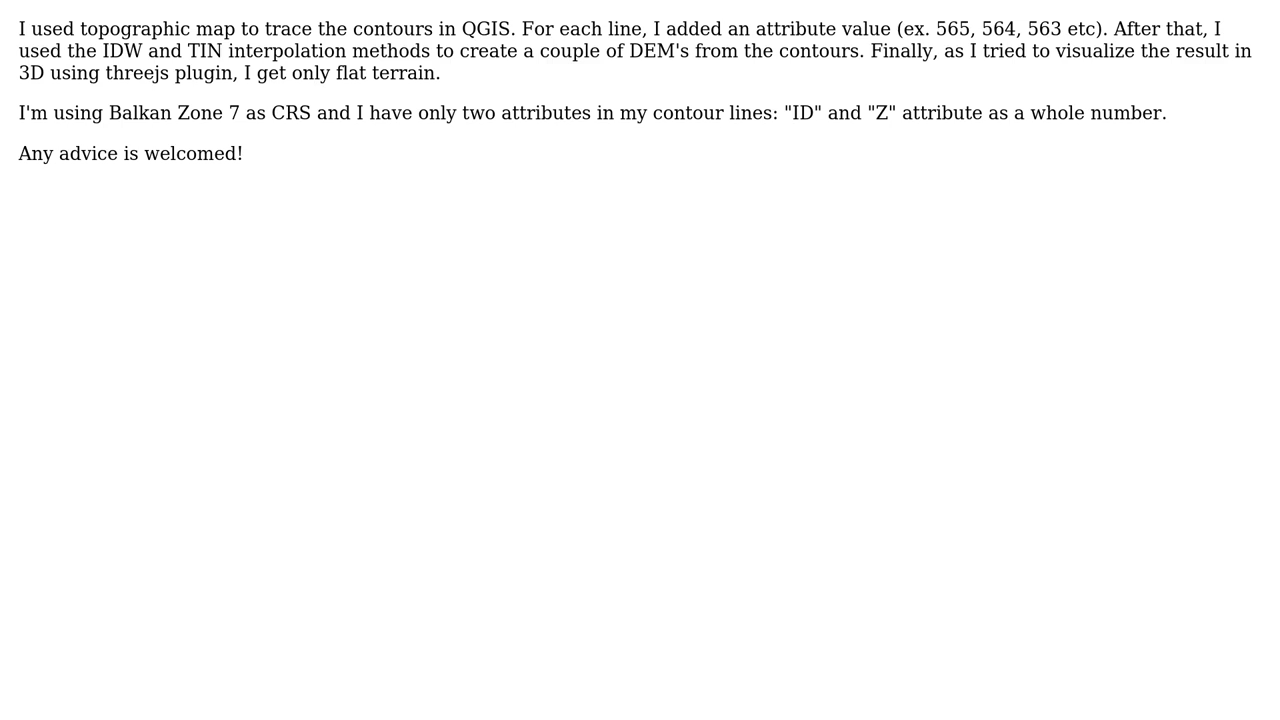 I used topographic map to trace the contours in QGIS. For each line, I added an attribute value (ex. 565, 564, 563 etc). After that, I
used the IDW and TIN interpolation methods to create a couple of DEM's from the contours. Finally, as I tried to visualize the result in
3D using threejs plugin, I get only flat terrain.
I'm using Balkan Zone 7 as CRS and I have only two attributes in my contour lines: "ID" and "Z" attribute as a whole number.
Any advice is welcomed!